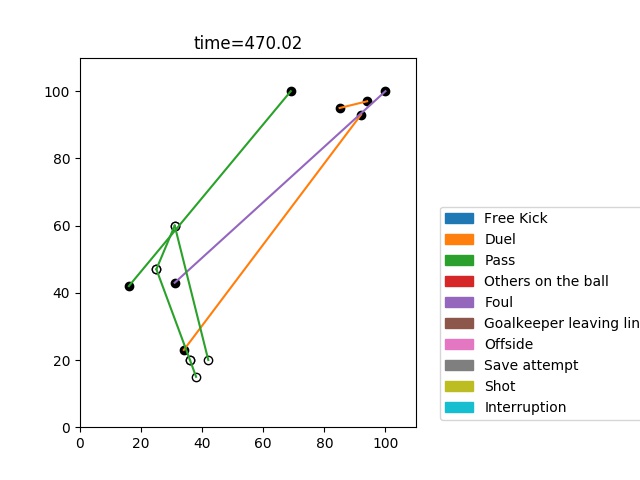 time=470.02
100
80
60
40
20
0
0 20 40 60 80 100
Free Kick
Duel
Pass
Others on the ball
Foul
Goalkeeper leaving lin
Offside
Save attempt
Shot
Interruption